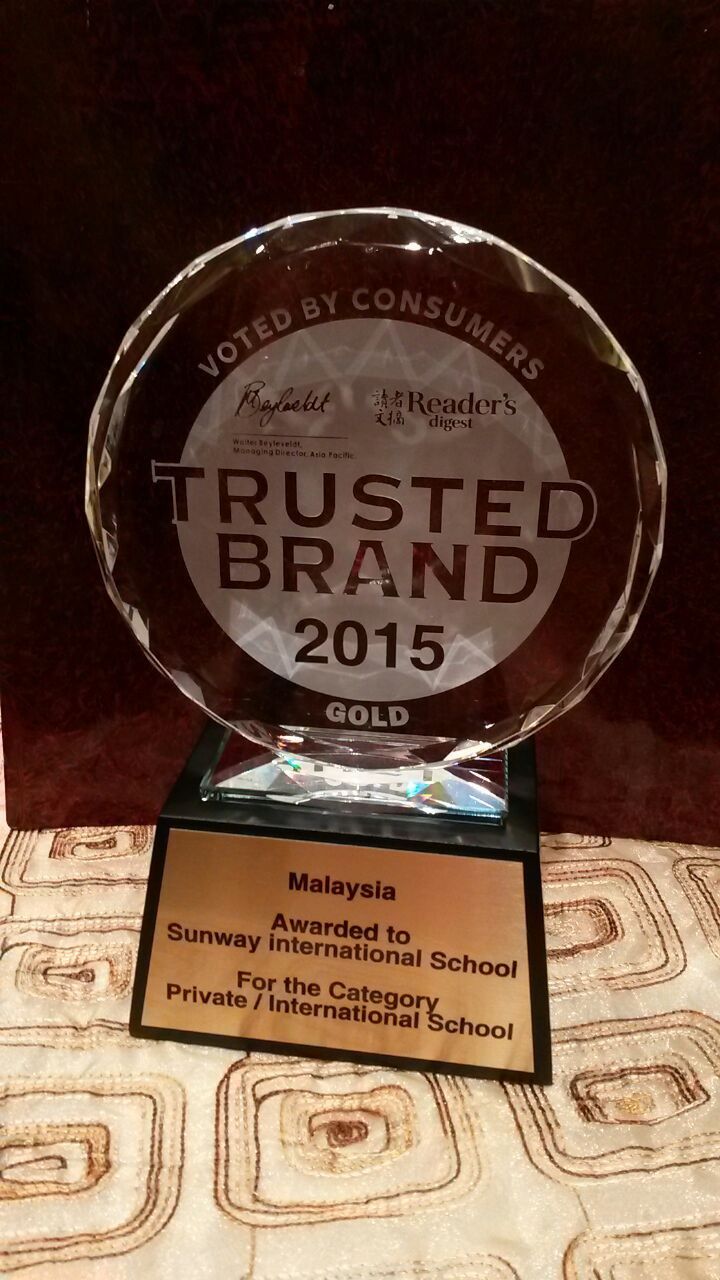 VOTED BY CONSUMERS
讀者
文摘
Reader's
digest
Walter Beyleveldt,
Managing Director, Asia Pacific
TRUSTED
BRAND
2015
GOLD
Malaysia
Awarded to
Sunway international School
For the Category
Private / International School